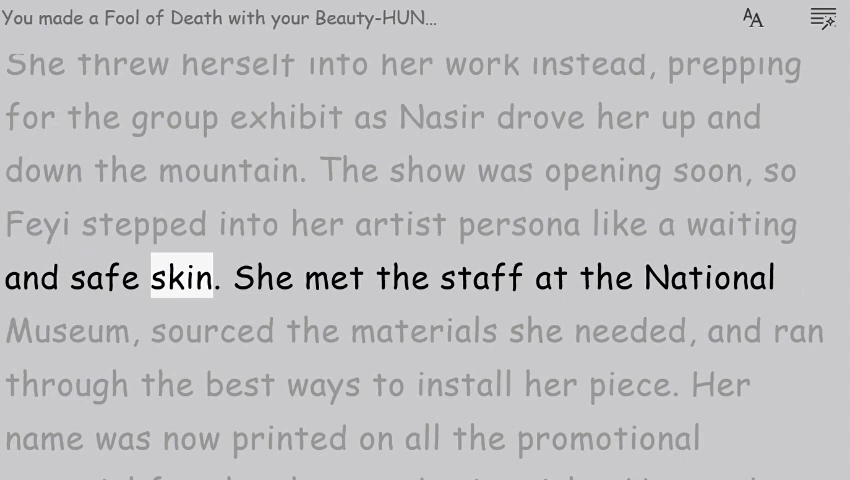 You made a Fool of Death with your Beauty-HUN...
AA
She threw herself into her work instead, prepping
for the group exhibit as Nasir drove her up and
down the mountain. The show was opening soon, so
Feyi stepped into her artist persona like a waiting
and safe skin. She met the staff at the National
Museum, sourced the materials she needed, and ran
through the best ways to install her piece. Her
name was now printed on all the promotional